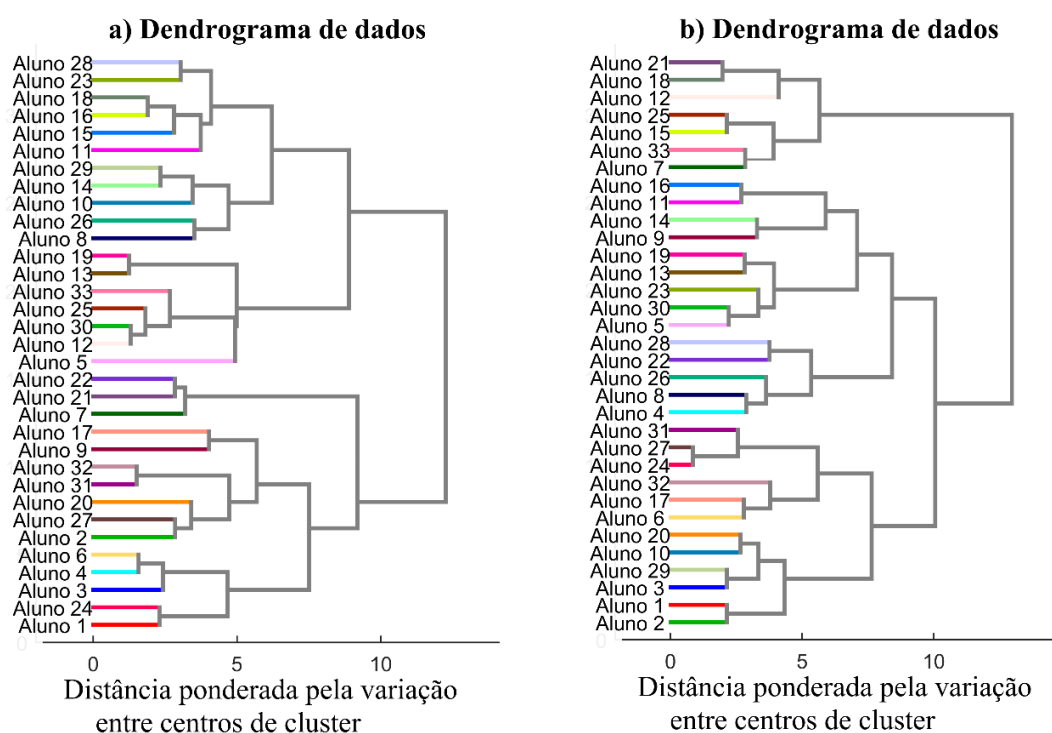 a) Dendrograma de dados
Aluno 28
Aluno 23
Aluno 18
Aluno 16
Aluno 15
Aluno 11
Aluno 29
Aluno 14
Aluno 10
Aluno 26
Aluno 8
Aluno 19
Aluno 13
Aluno 33
Aluno 25
Aluno 30
Aluno 12
Aluno 5
Aluno 22
Aluno 21
Aluno 7
Aluno 17
Aluno 9
Aluno 32
Aluno 31
Aluno 20
Aluno 27
Aluno 2
Aluno 6
Aluno 4
Aluno 3
Aluno 24
Aluno 1
0 5 10
Distância ponderada pela variação
entre centros de cluster
b) Dendrograma de dados
Aluno 21
Aluno 18
Aluno 12
Aluno 25
Aluno 15
Aluno 33
Aluno 7
Aluno 16
Aluno 11
Aluno 14
Aluno 9
Aluno 19
Aluno 13
Aluno 23
Aluno 30
Aluno 5
Aluno 28
Aluno 22
Aluno 26
Aluno 8
Aluno 4
Aluno 31
Aluno 27
Aluno 24
Aluno 32
Aluno 17
Aluno 6
Aluno 20
Aluno 10
Aluno 29
Aluno 3
Aluno 1
Aluno 2
0 5 10
Distância ponderada pela variação
entre centros de cluster